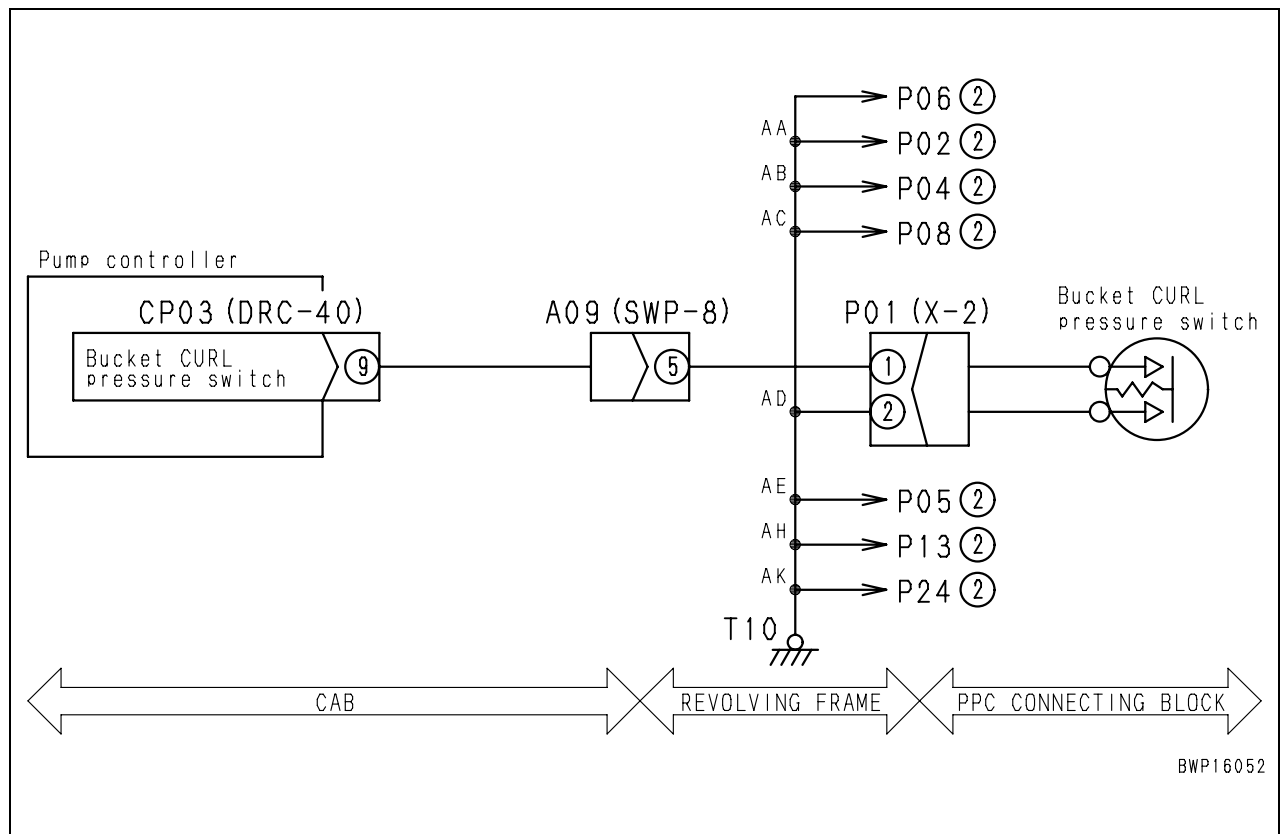 P06 ②
AA
P02 ②
AB
P04 ②
AC
P08 ②
Pump controller
CP03 (DRC-40)
A09 (SWP-8)
P01 (X-2)
Bucket CURL
pressure switch
Bucket CURL
pressure switch
⑨
⑤
①
AD
②
AE
P05 ②
AH
P13 ②
AK
P24 ②
T10
CAB
REVOLVING FRAME
PPC CONNECTING BLOCK
BWP16052